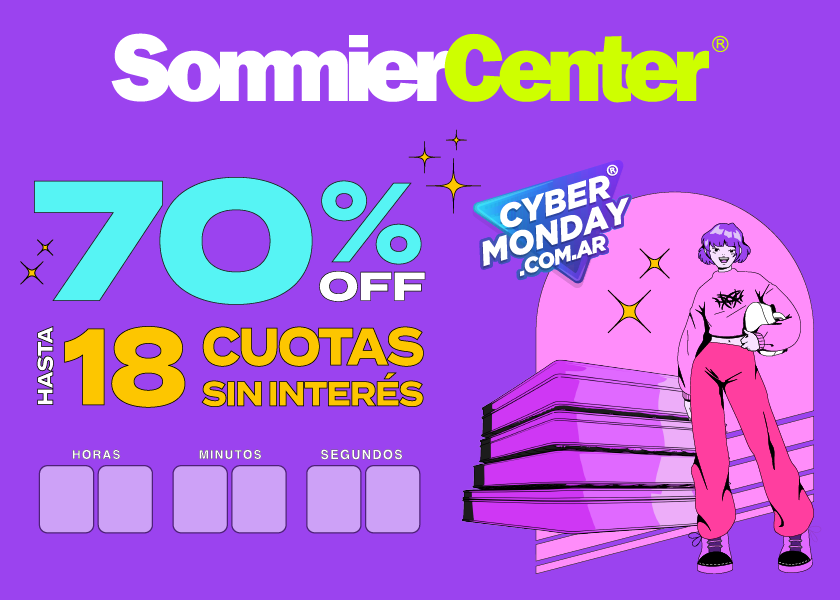 SommierCenter®
70% OFF
CYBER®
MONDAY
.COM.AR
HASTA 18 CUOTAS
SIN INTERÉS
HORAS MINUTOS SEGUNDOS